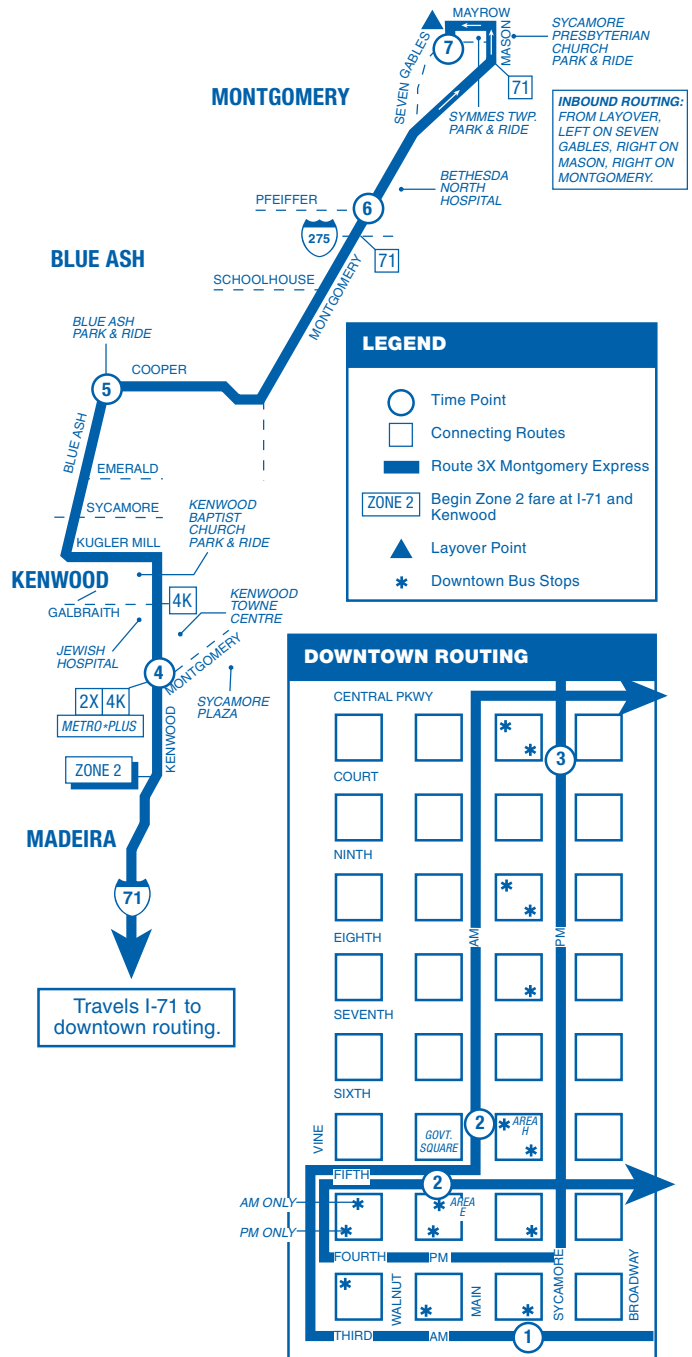 MAYROW
SEVEN GABLES
7
MASON
SYCAMORE
PRESBYTERIAN
CHURCH
PARK & RIDE
71
MONTGOMERY
SYMMES TWP.
PARK & RIDE
INBOUND ROUTING:
FROM LAYOVER,
LEFT ON SEVEN
GABLES, RIGHT ON
MASON, RIGHT ON
MONTGOMERY.
BETHESDA
NORTH
HOSPITAL
PFEIFFER
6
275
71
BLUE ASH
SCHOOLHOUSE
MONTGOMERY
BLUE ASH
PARK & RIDE
5
COOPER
BLUE ASH
EMERALD
SYCAMORE
KUGLER MILL
KENWOOD
BAPTIST
CHURCH
PARK & RIDE
KENWOOD
GALBRAITH
4K
KENWOOD
TOWNE
CENTRE
JEWISH
HOSPITAL
4
MONTGOMERY
SYCAMORE
PLAZA
2X 4K
METRO*PLUS
KENWOOD
ZONE 2
MADEIRA
71
Travels I-71 to
downtown routing.
LEGEND
Time Point
Connecting Routes
Route 3X Montgomery Express
ZONE 2 Begin Zone 2 fare at I-71 and
Kenwood
Layover Point
* Downtown Bus Stops
DOWNTOWN ROUTING
CENTRAL PKWY
* *
3
COURT
NINTH
* *
AM
PM
EIGHTH
*
SEVENTH
SIXTH
VINE
GOVT.
SQUARE
2
* AREA
H
*
FIFTH
2
AM ONLY * * AREA
E
PM ONLY * * *
FOURTH PM
* * *
WALNUT
MAIN
SYCAMORE
BROADWAY
THIRD AM 1